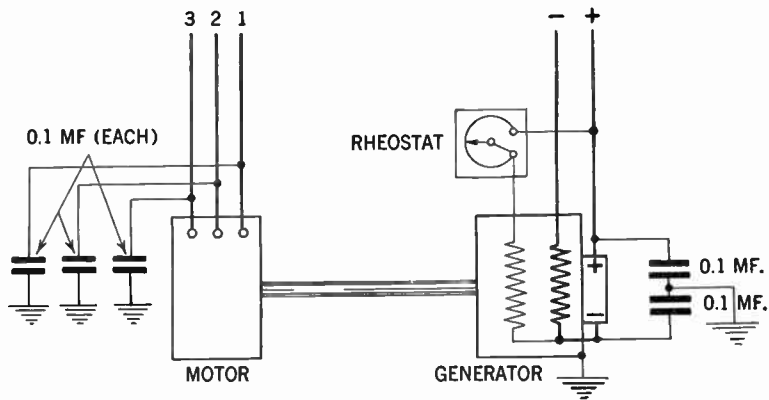 3 2 1
− +
0.1 MF (EACH)
RHEOSTAT
+
−
0.1 MF.
0.1 MF.
MOTOR
GENERATOR